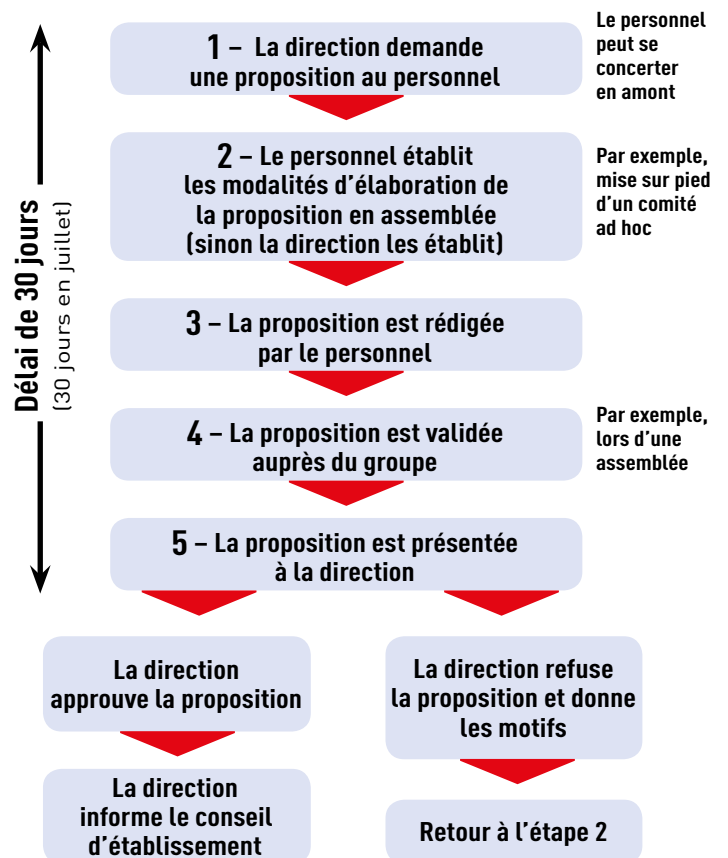 1 – La direction demande
une proposition au personnel
Le personnel
peut se
concerter
en amont
2 – Le personnel établit
les modalités d'élaboration de
la proposition en assemblée
(sinon la direction les établit)
Par exemple,
mise sur pied
d'un comité
ad hoc
Délai de 30 jours
(30 jours en juillet)
3 – La proposition est rédigée
par le personnel
4 – La proposition est validée
auprès du groupe
Par exemple,
lors d'une
assemblée
5 – La proposition est présentée
à la direction
La direction
approuve la proposition
La direction refuse
la proposition et donne
les motifs
La direction
informe le conseil
d'établissement
Retour à l'étape 2